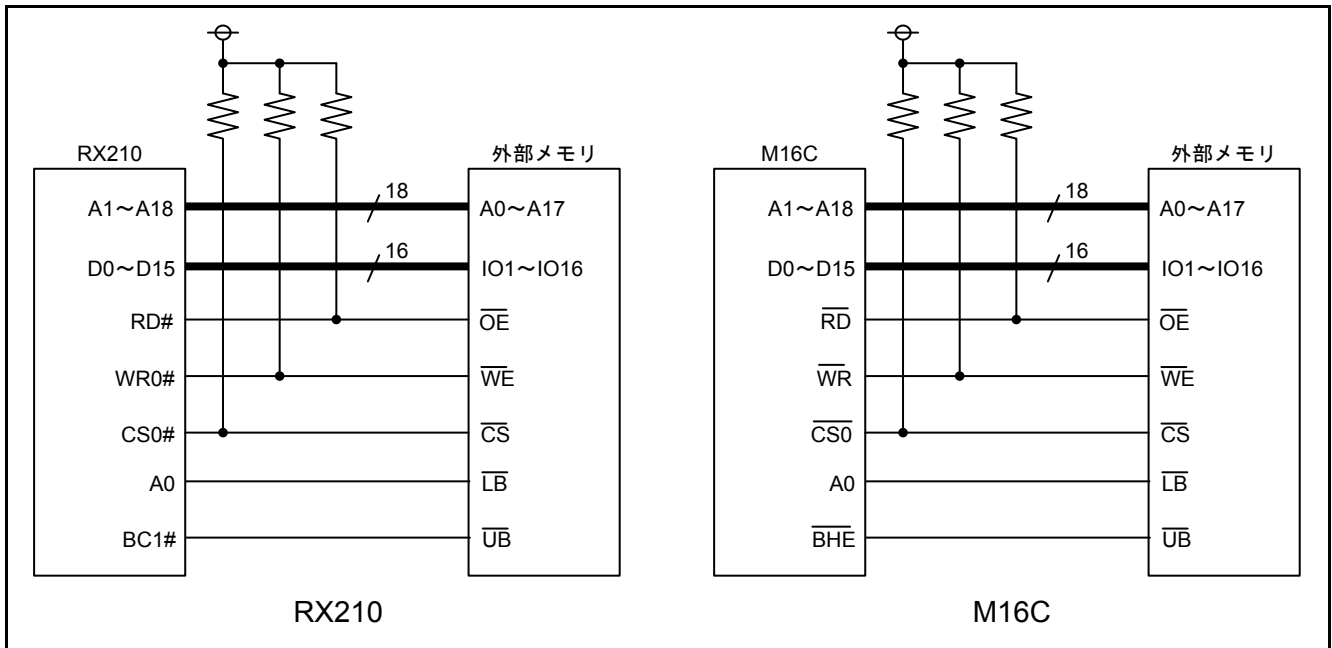 RX210
外部メモリ
A1～A18
18
A0～A17
D0～D15
16
IO1～IO16
RD#
OE
WR0#
WE
CS0#
CS
A0
LB
BC1#
UB
RX210
M16C
外部メモリ
A1～A18
18
A0～A17
D0～D15
16
IO1～IO16
RD
OE
WR
WE
CS0
CS
A0
LB
BHE
UB
M16C